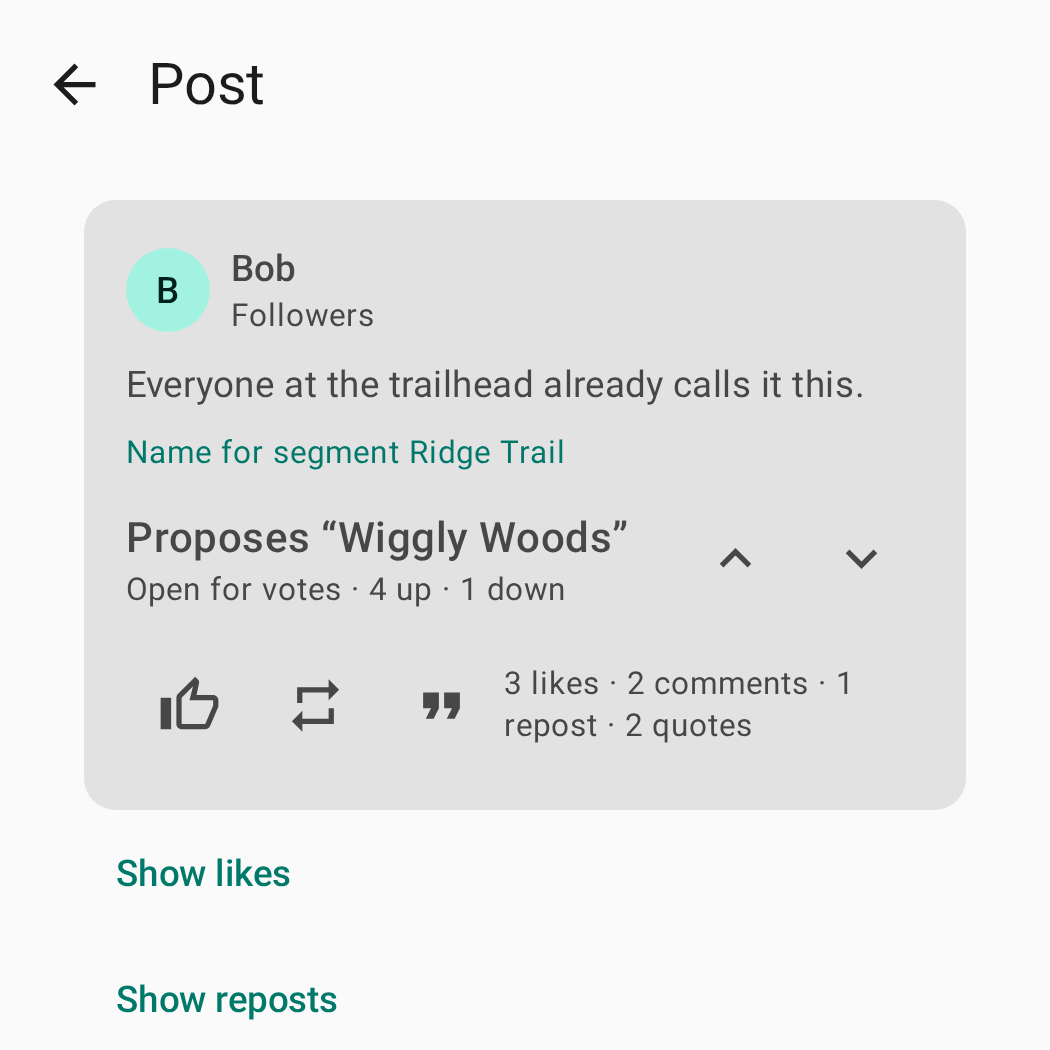 Post
B
Bob
Followers
Everyone at the trailhead already calls it this.
Name for segment Ridge Trail
Proposes “Wiggly Woods”
Open for votes · 4 up · 1 down
3 likes · 2 comments · 1
repost · 2 quotes
Show likes
Show reposts